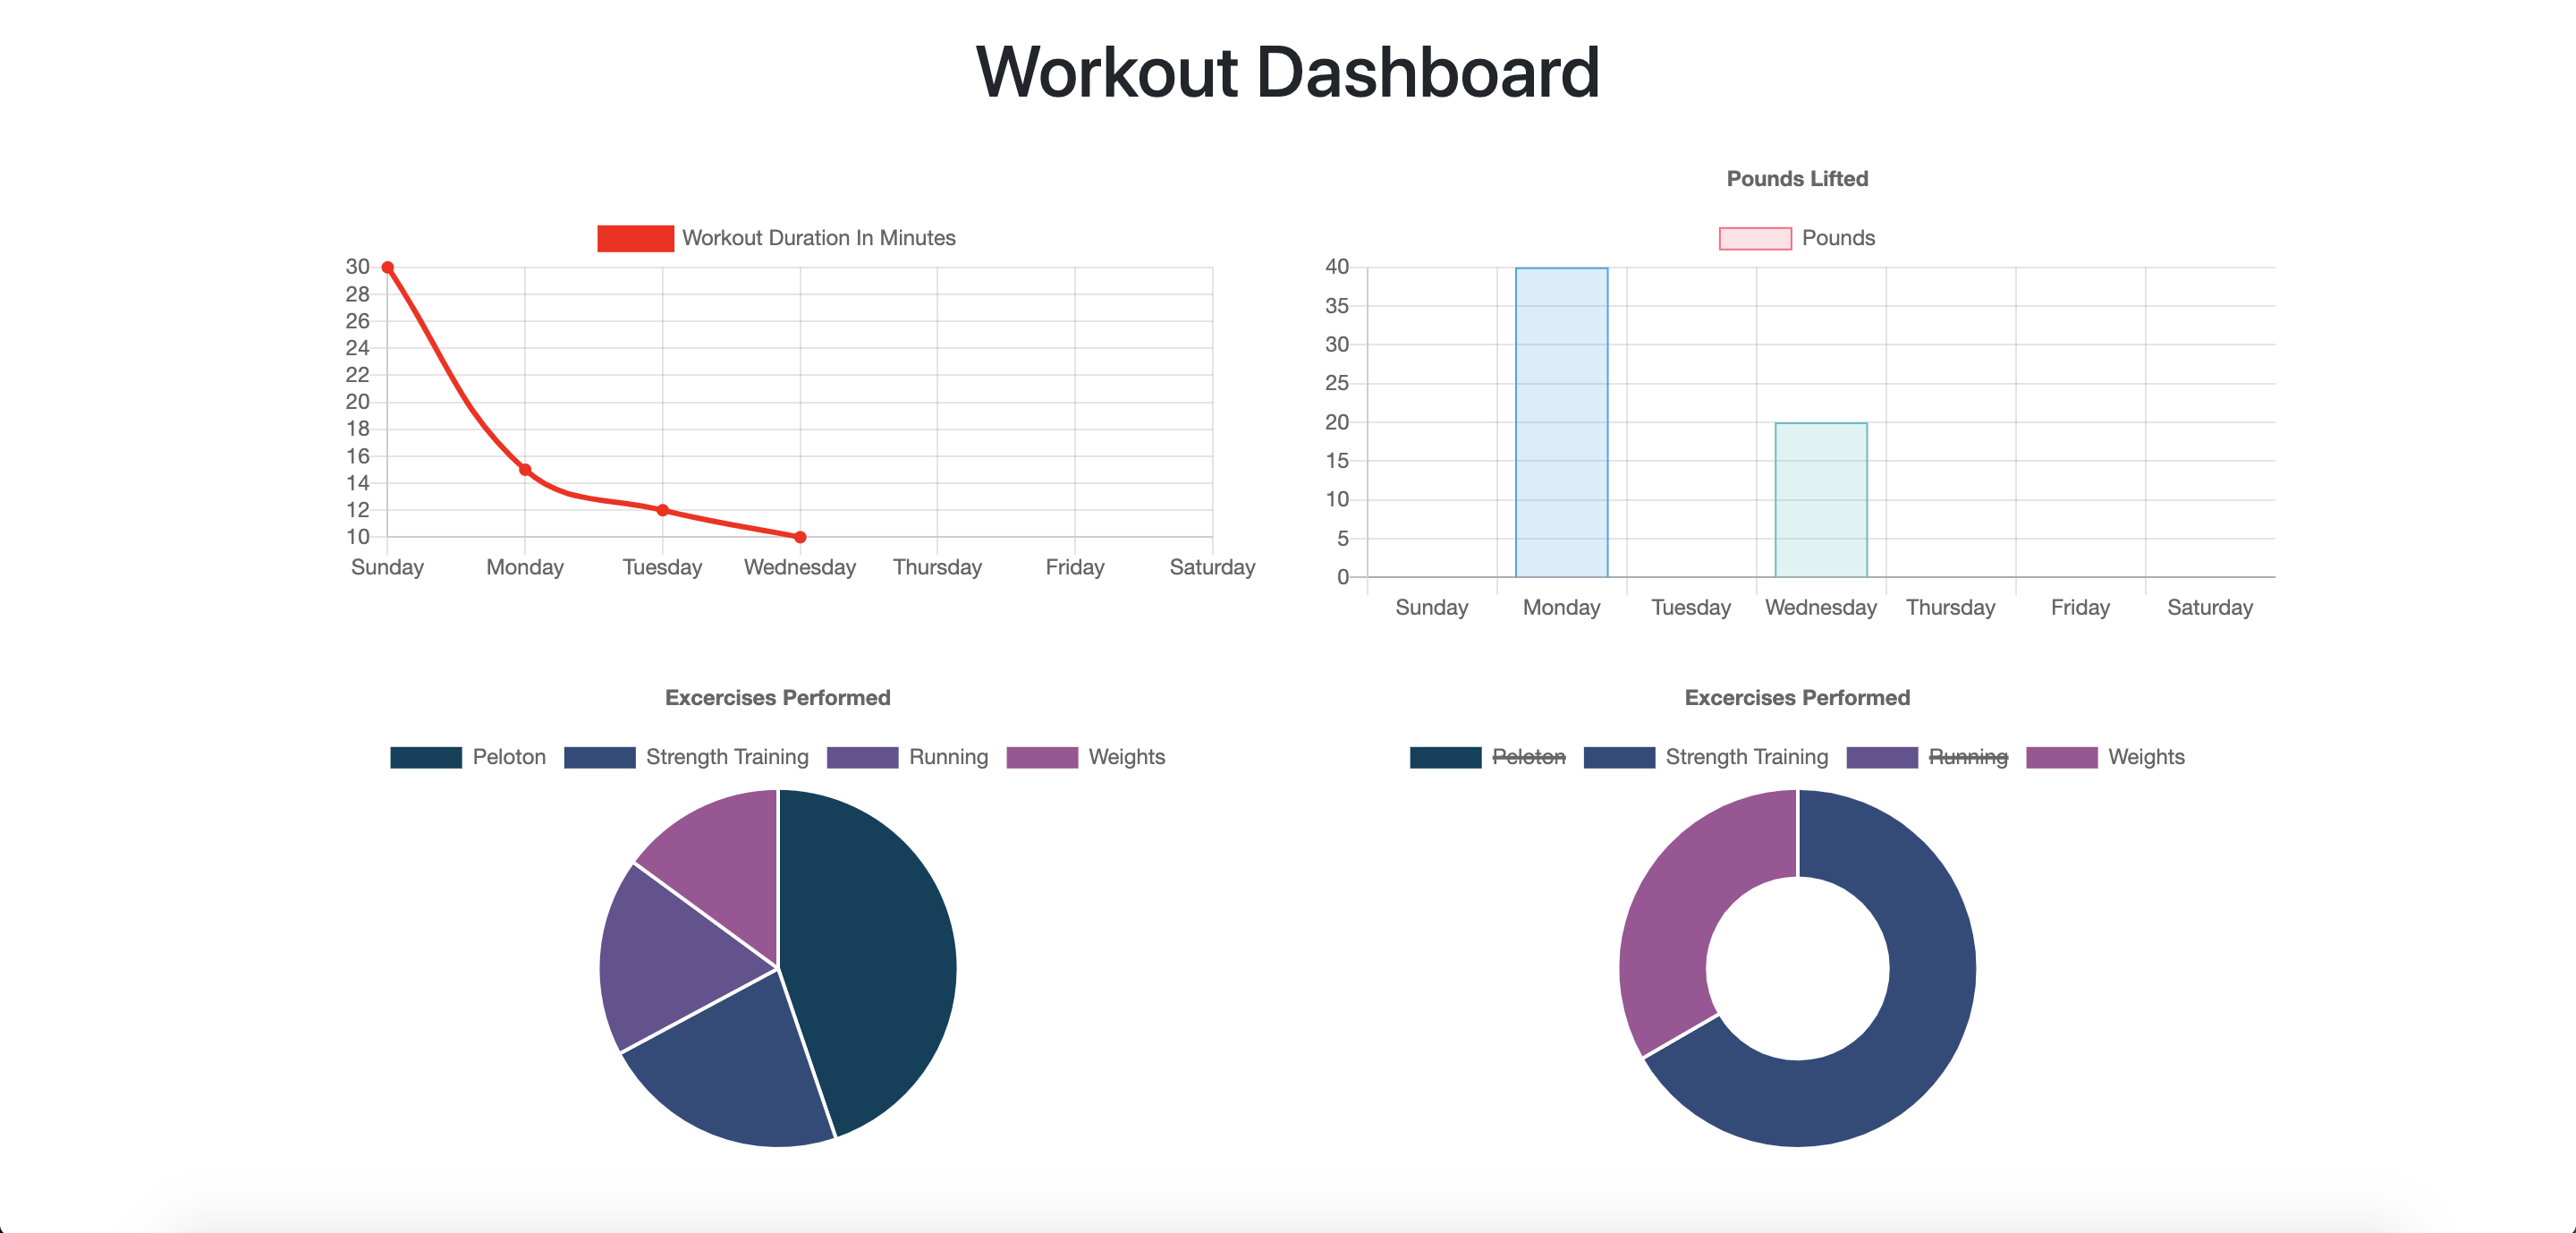 Workout Dashboard
Workout Duration In Minutes
30
28
26
24
22
20
18
16
14
12
10
Sunday Monday Tuesday Wednesday Thursday Friday Saturday
Pounds Lifted
Pounds
40
35
30
25
20
15
10
5
0
Sunday Monday Tuesday Wednesday Thursday Friday Saturday
Excercises Performed
Peloton Strength Training Running Weights
Excercises Performed
Peloton Strength Training Running Weights